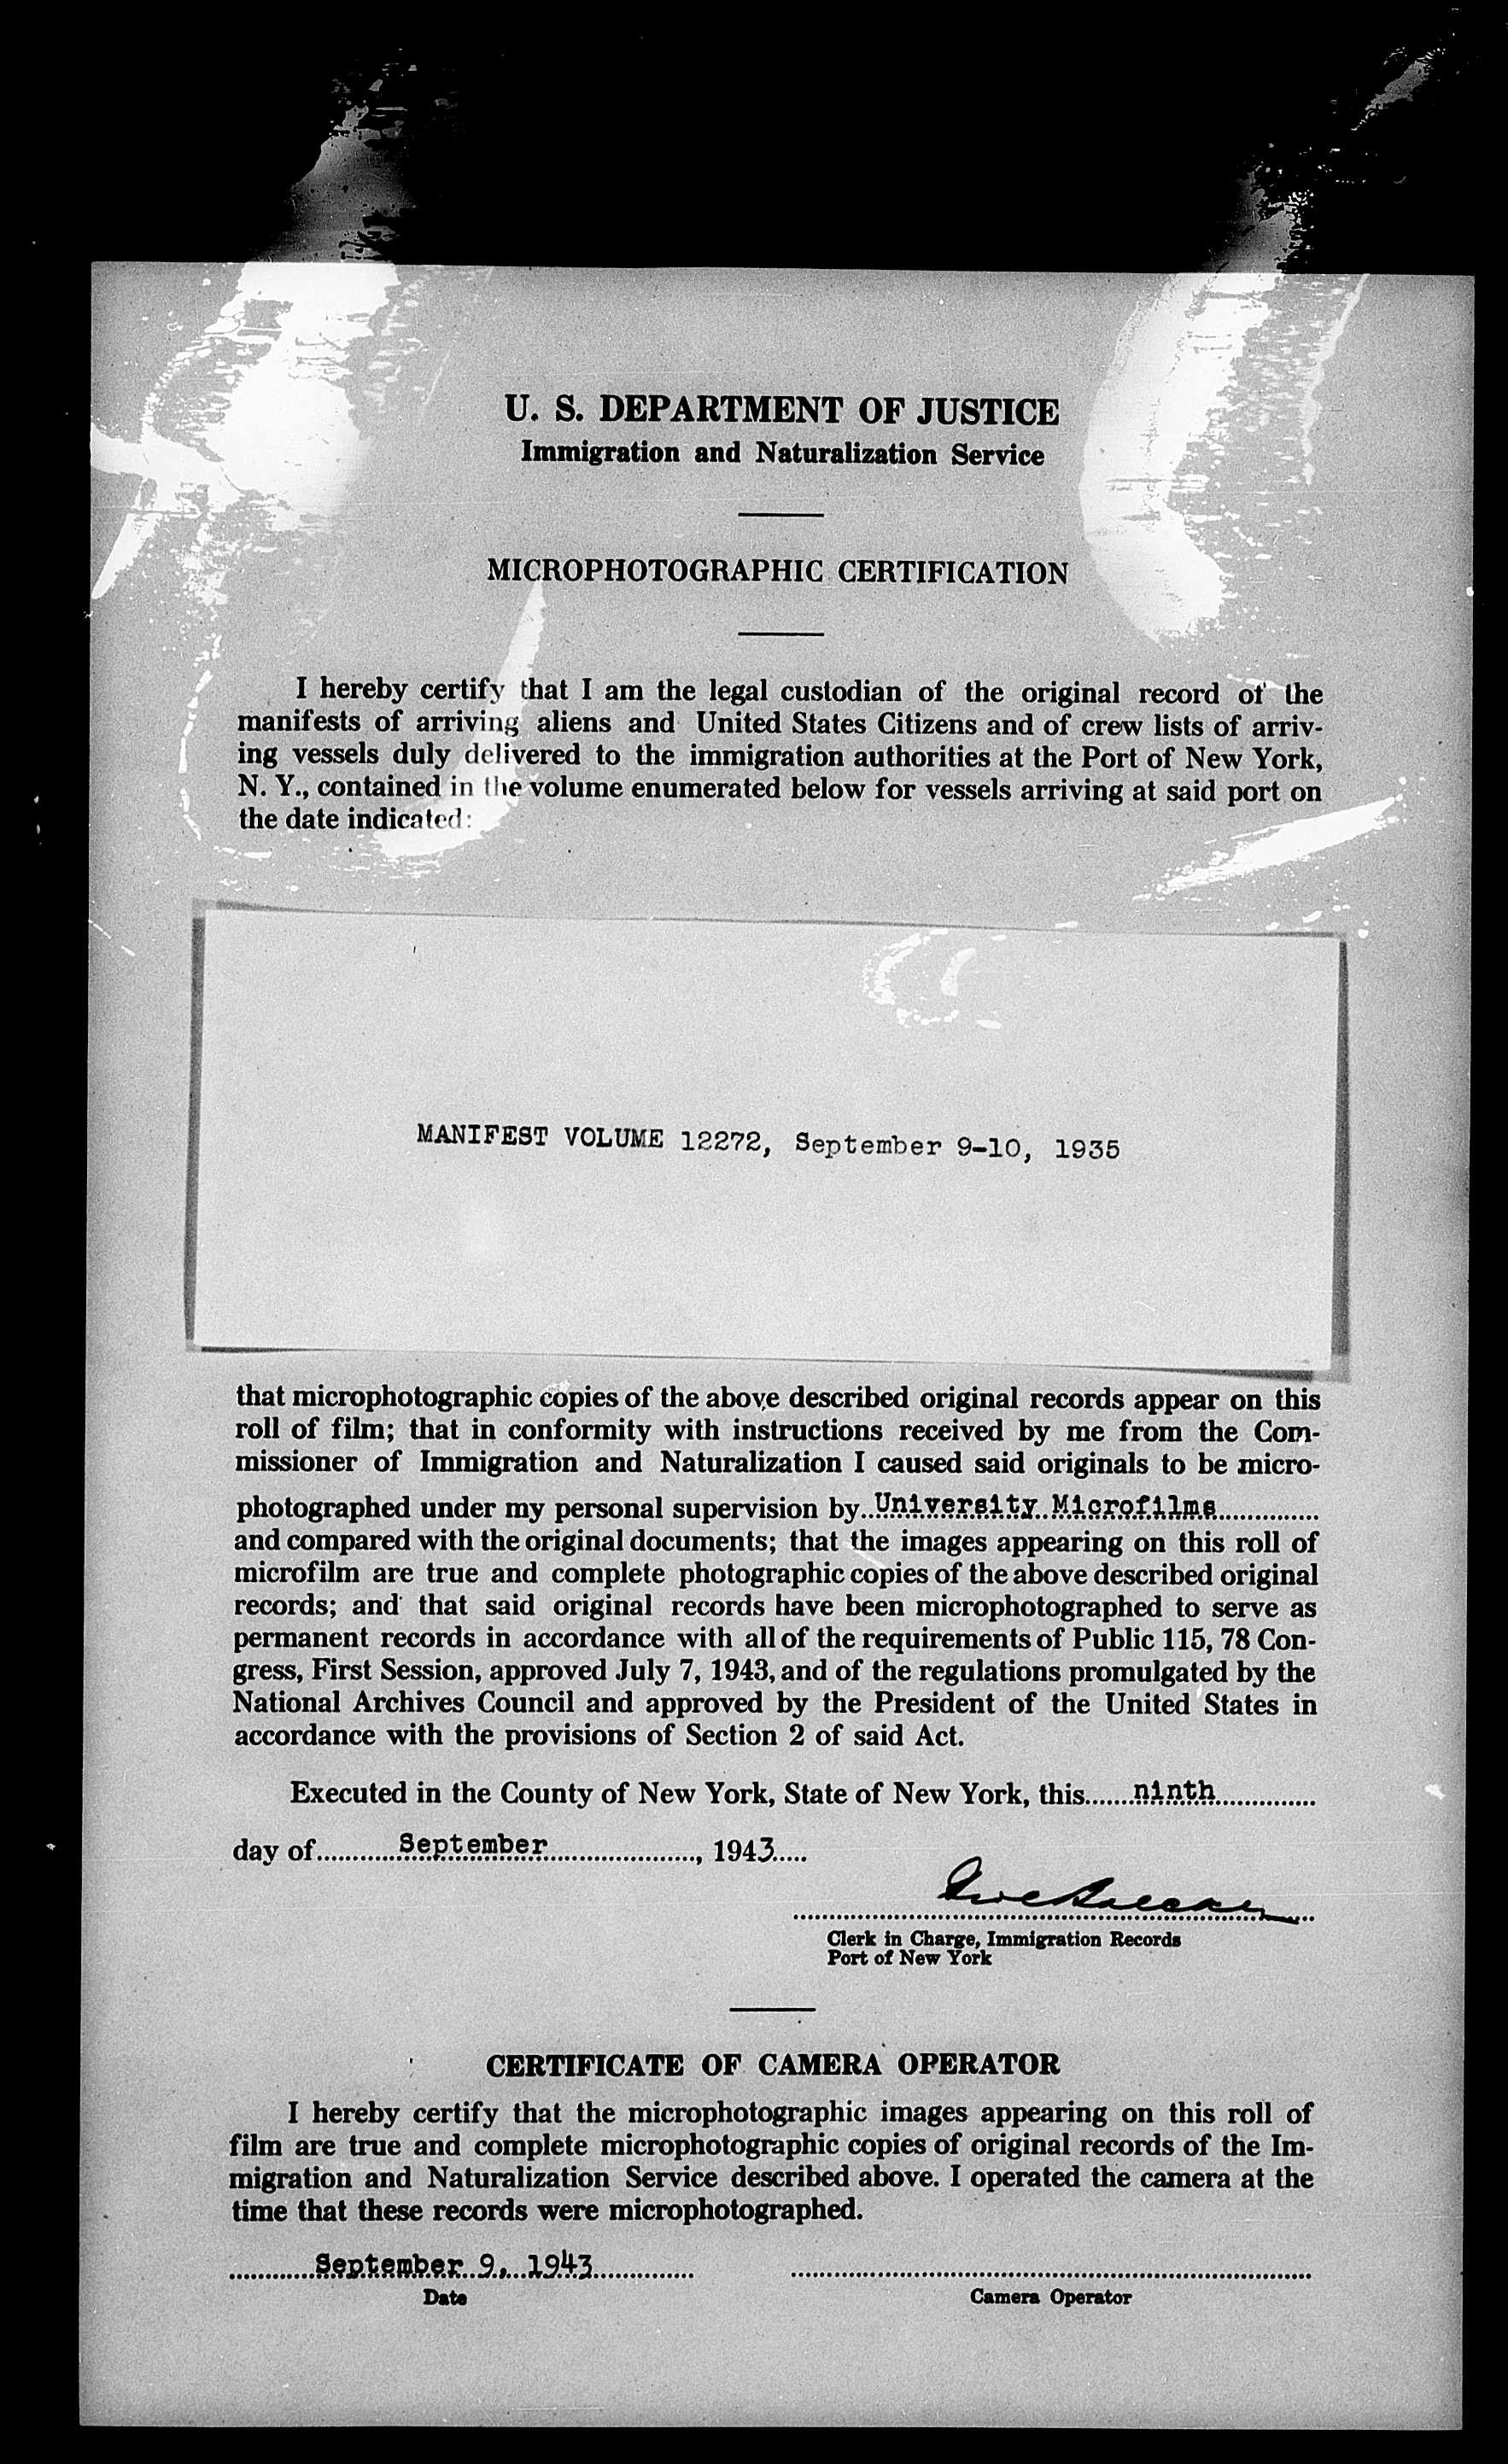 U. S. DEPARTMENT OF JUSTICE
Immigration and Naturalization Service
MICROPHOTOGRAPHIC CERTIFICATION
I hereby certify that I am the legal custodian of the original record of the
manifests of arriving aliens and United States Citizens and of crew lists of arriv-
ing vessels duly delivered to the immigration authorities at the Port of New York,
N. Y., contained in the volume enumerated below for vessels arriving at said port on
the date indicated:
MANIFEST VOLUME 12272, September 9-10, 1935
that microphotographic copies of the above described original records appear on this
roll of film; that in conformity with instructions received by me from the Com-
missioner of Immigration and Naturalization I caused said originals to be micro-
photographed under my personal supervision by University Microfilms
and compared with the original documents; that the images appearing on this roll of
microfilm are true and complete photographic copies of the above described original
records; and that said original records have been microphotographed to serve as
permanent records in accordance with all of the requirements of Public 115, 78 Con-
gress, First Session, approved July 7, 1943, and of the regulations promulgated by the
National Archives Council and approved by the President of the United States in
accordance with the provisions of Section 2 of said Act.
Executed in the County of New York, State of New York, this ninth
day of September, 1943
Clerk in Charge, Immigration Records
Port of New York
CERTIFICATE OF CAMERA OPERATOR
I hereby certify that the microphotographic images appearing on this roll of
film are true and complete microphotographic copies of original records of the Im-
migration and Naturalization Service described above. I operated the camera at the
time that these records were microphotographed.
September 9, 1943
Date
Camera Operator